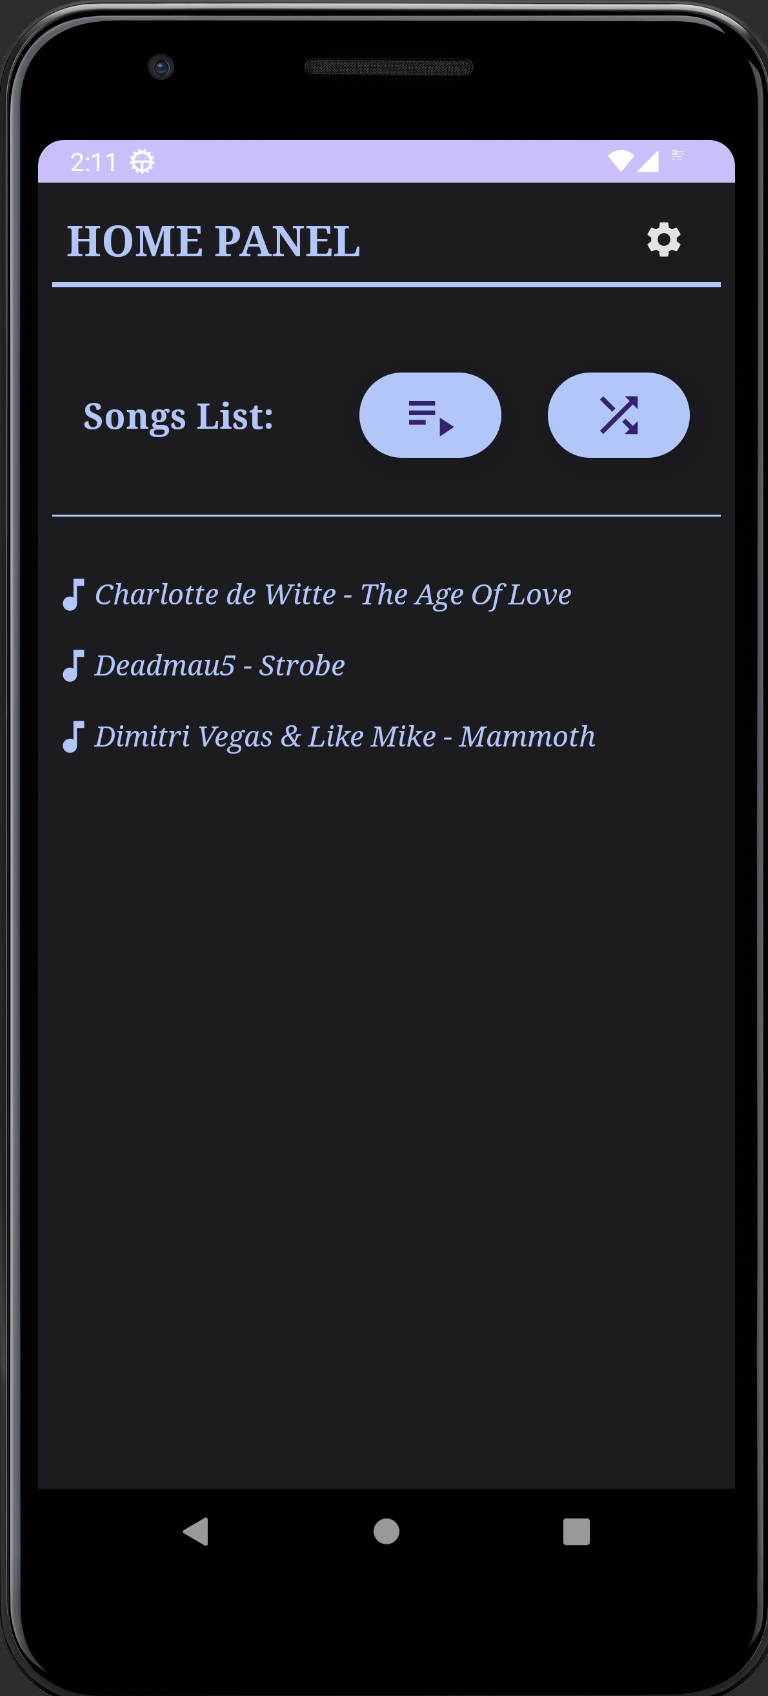 2:11
HOME PANEL
Songs List:
Charlotte de Witte - The Age Of Love
Deadmau5 - Strobe
Dimitri Vegas & Like Mike - Mammoth